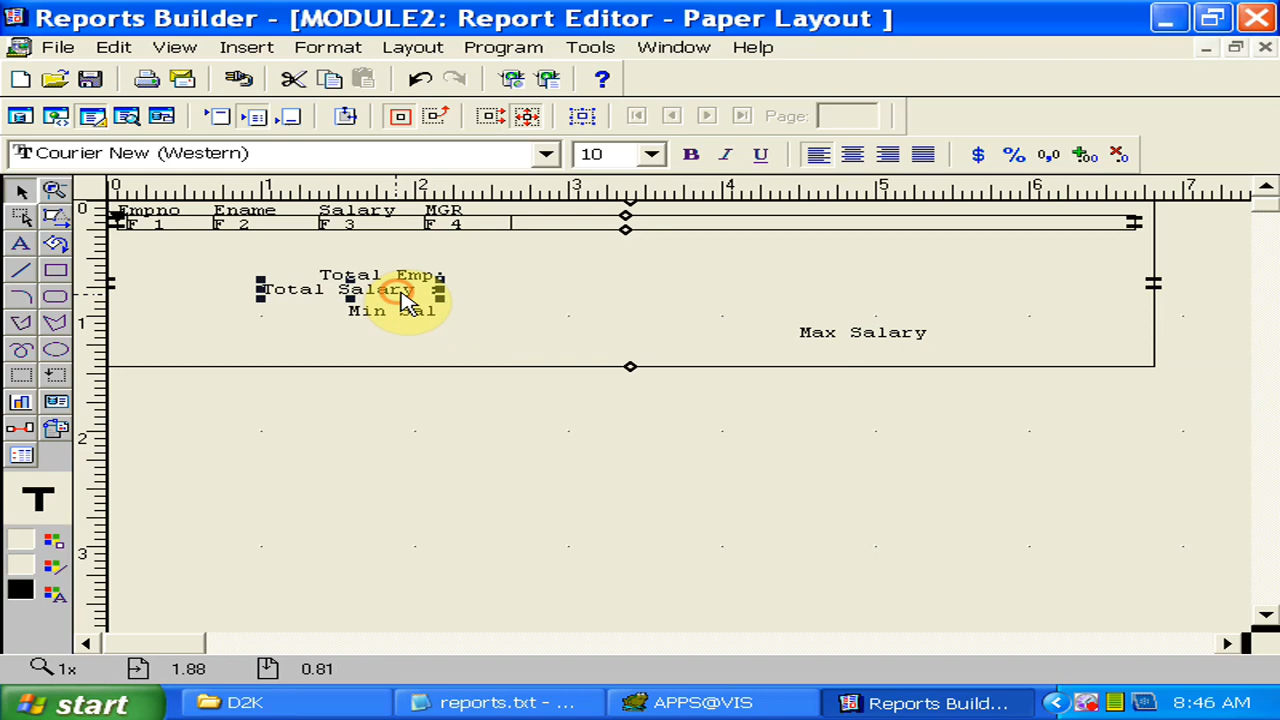 Reports Builder - [MODULE2: Report Editor - Paper Layout ]
File Edit View Insert Format Layout Program Tools Window Help
Page:
Courier New (Western) 10 B I U $ %
0 1 2 3 4 5 6 7
0
Empno Ename Salary MGR
F 1 F 2 F 3 F 4
Total Emp:
Total Salary :
Min Sal
1
Max Salary
2
3
1x 1.88 0.81
start D2K reports.txt - ... APPS@VIS Reports Build... 8:46 AM